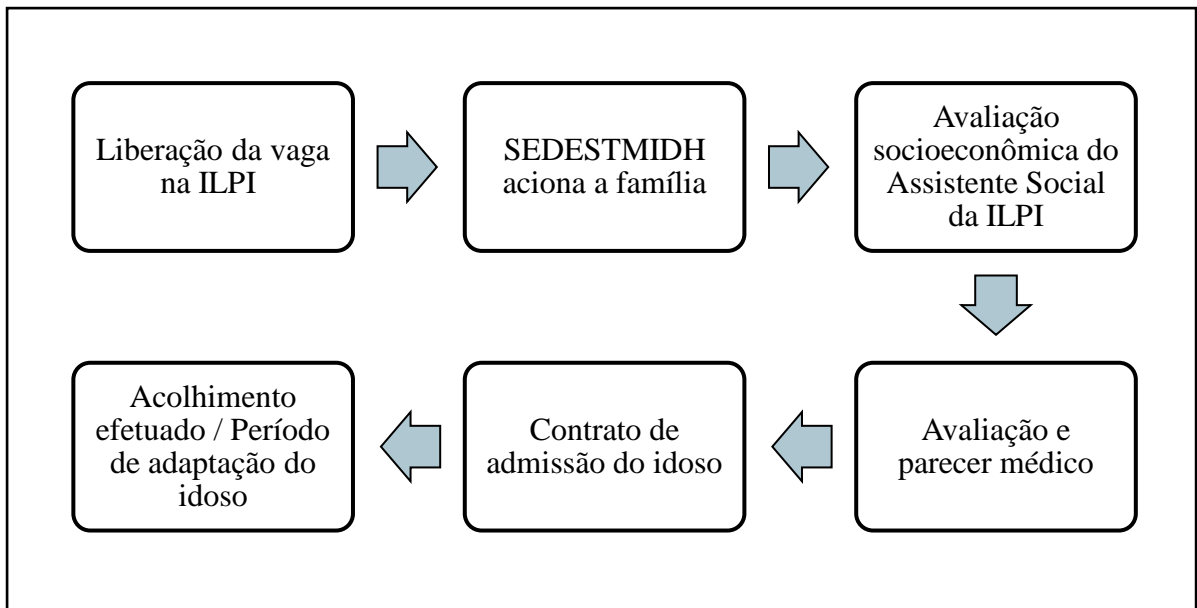 Liberação da vaga
na ILPI
SEDESTMIDH
aciona a família
Avaliação
socioeconômica do
Assistente Social
da ILPI
Avaliação e
parecer médico
Contrato de
admissão do idoso
Acolhimento
efetuado / Período
de adaptação do
idoso